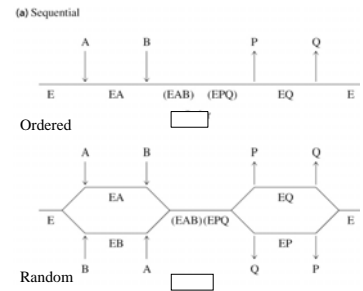 (a) Sequential
A B P Q
E EA (EAB) (EPQ) EQ E
Ordered
A B P Q
EA EQ
E (EAB)(EPQ E
EB EP
B A Q P
Random